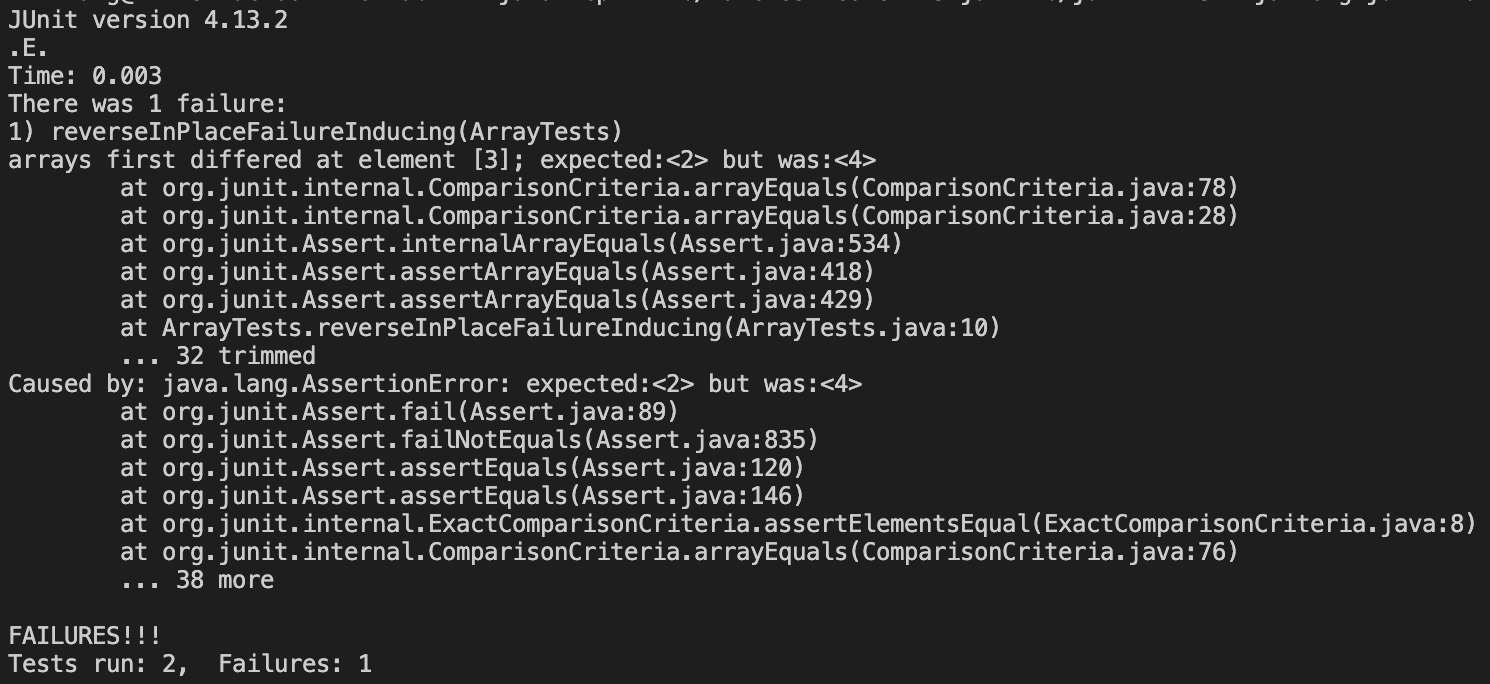 JUnit version 4.13.2
.E.
Time: 0.003
There was 1 failure:
1) reverseInPlaceFailureInducing(ArrayTests)
arrays first differed at element [3]; expected:<2> but was:<4>
        at org.junit.internal.ComparisonCriteria.arrayEquals(ComparisonCriteria.java:78)
        at org.junit.internal.ComparisonCriteria.arrayEquals(ComparisonCriteria.java:28)
        at org.junit.Assert.internalArrayEquals(Assert.java:534)
        at org.junit.Assert.assertArrayEquals(Assert.java:418)
        at org.junit.Assert.assertArrayEquals(Assert.java:429)
        at ArrayTests.reverseInPlaceFailureInducing(ArrayTests.java:10)
        ... 32 trimmed
Caused by: java.lang.AssertionError: expected:<2> but was:<4>
        at org.junit.Assert.fail(Assert.java:89)
        at org.junit.Assert.failNotEquals(Assert.java:835)
        at org.junit.Assert.assertEquals(Assert.java:120)
        at org.junit.Assert.assertEquals(Assert.java:146)
        at org.junit.internal.ExactComparisonCriteria.assertElementsEqual(ExactComparisonCriteria.java:8)
        at org.junit.internal.ComparisonCriteria.arrayEquals(ComparisonCriteria.java:76)
        ... 38 more

FAILURES!!!
Tests run: 2,  Failures: 1